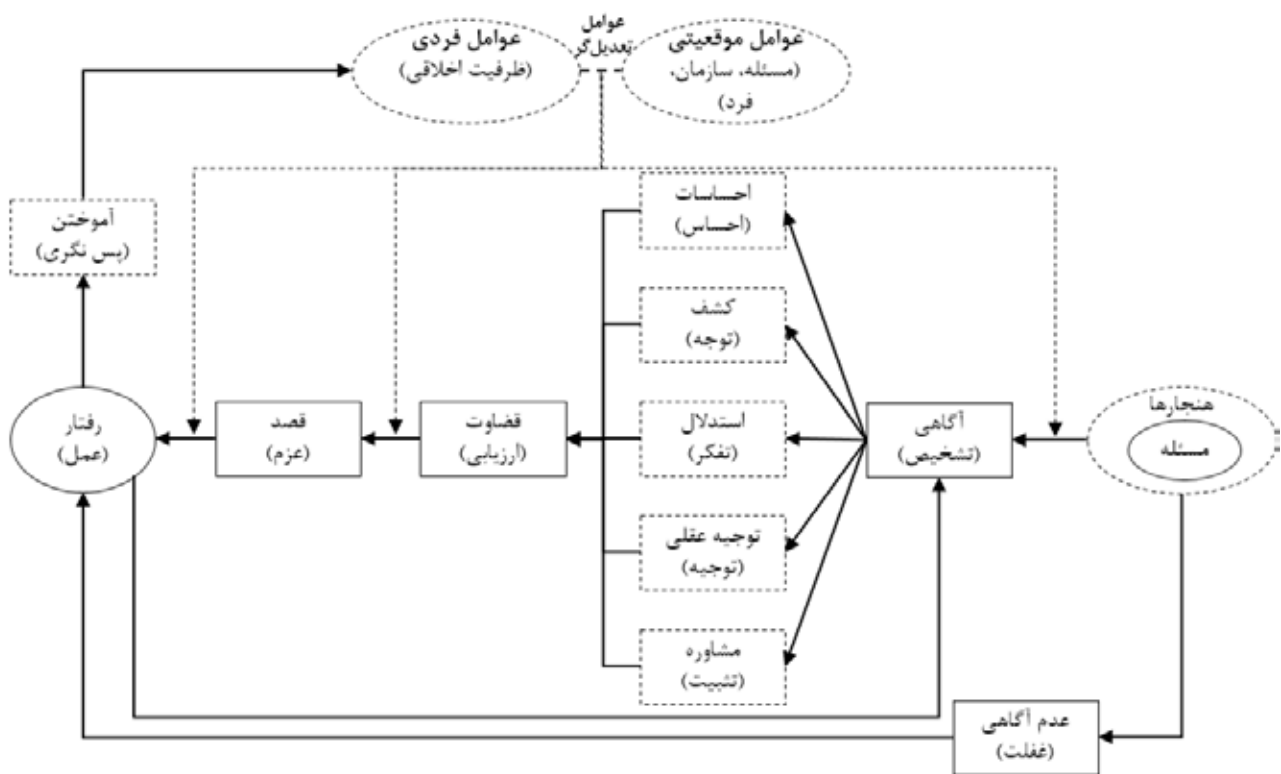 عوامل موقعیتی
(مسئله، سازمان،
فرد)
عوامل
تعدیل‌گر
عوامل فردی
(ظرفیت اخلاقی)
هنجارها
مسئله
آگاهی
(تشخیص)
احساسات
(احساس)
کشف
(توجه)
استدلال
(تفکر)
توجیه عقلی
(توجیه)
مشاوره
(تثبیت)
قضاوت
(ارزیابی)
قصد
(عزم)
رفتار
(عمل)
آموختن
(پس نگری)
عدم آگاهی
(غفلت)